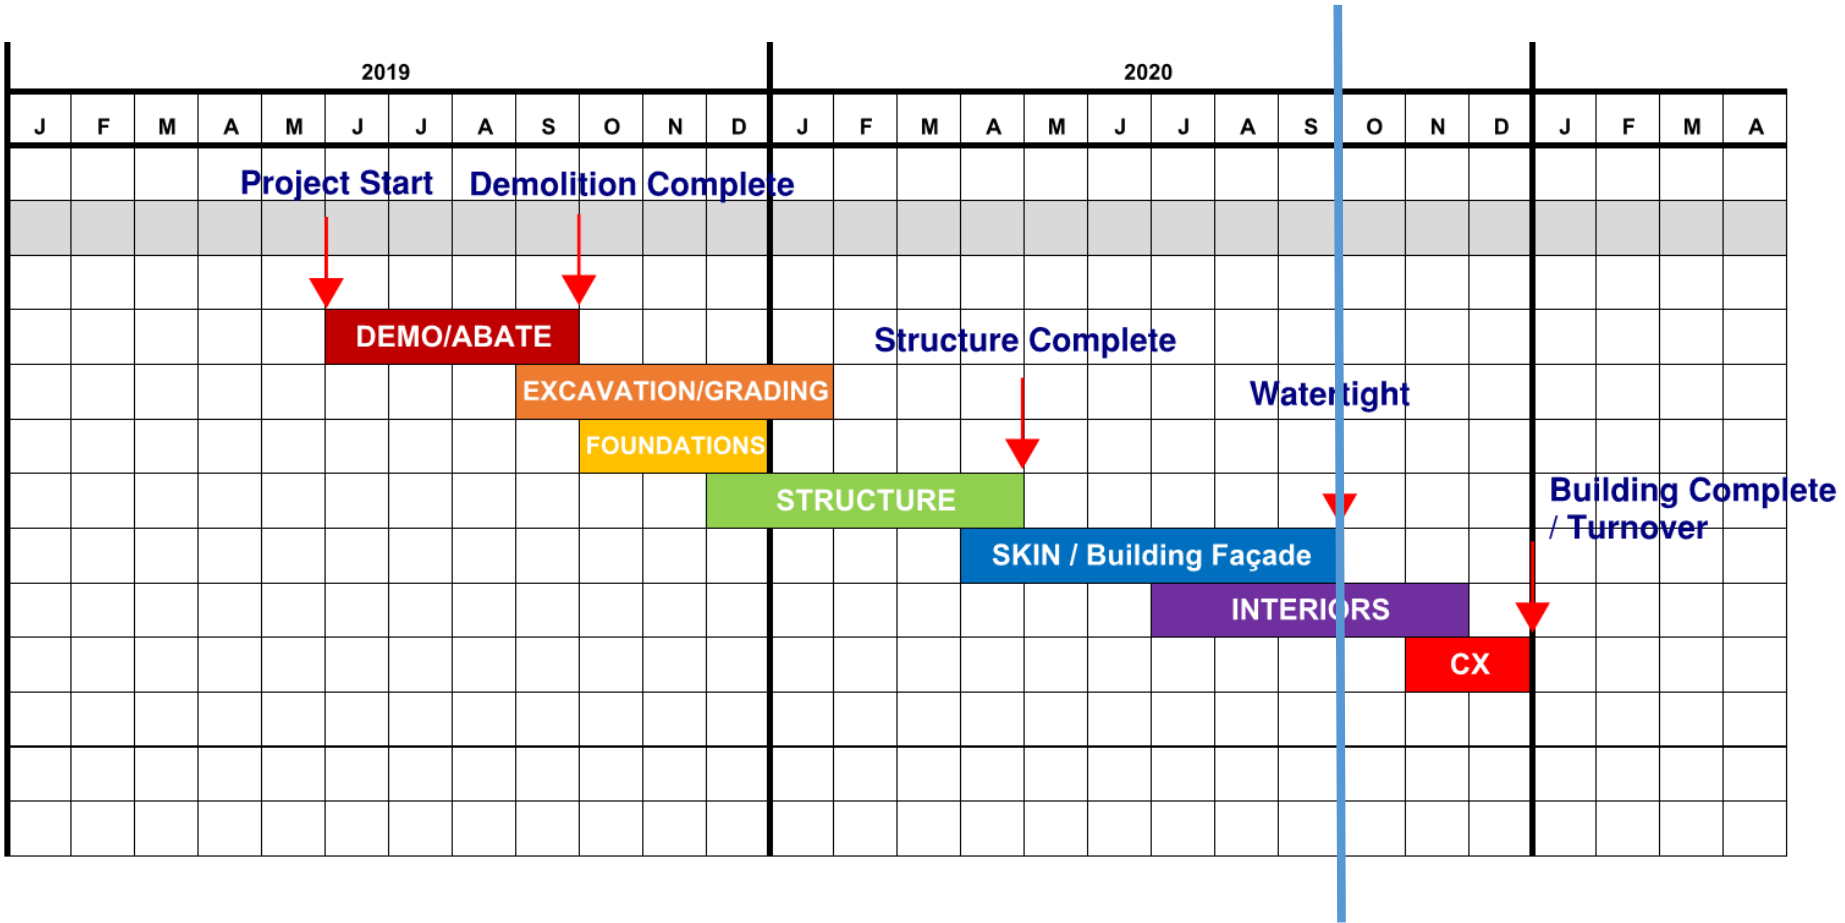 2019 2020
J F M A M J J A S O N D J F M A M J J A S O N D J F M A
Project Start Demolition Complete
DEMO/ABATE
Structure Complete
EXCAVATION/GRADING
Watertight
FOUNDATIONS
STRUCTURE
Building Complete
/ Turnover
SKIN / Building Façade
INTERIORS
CX